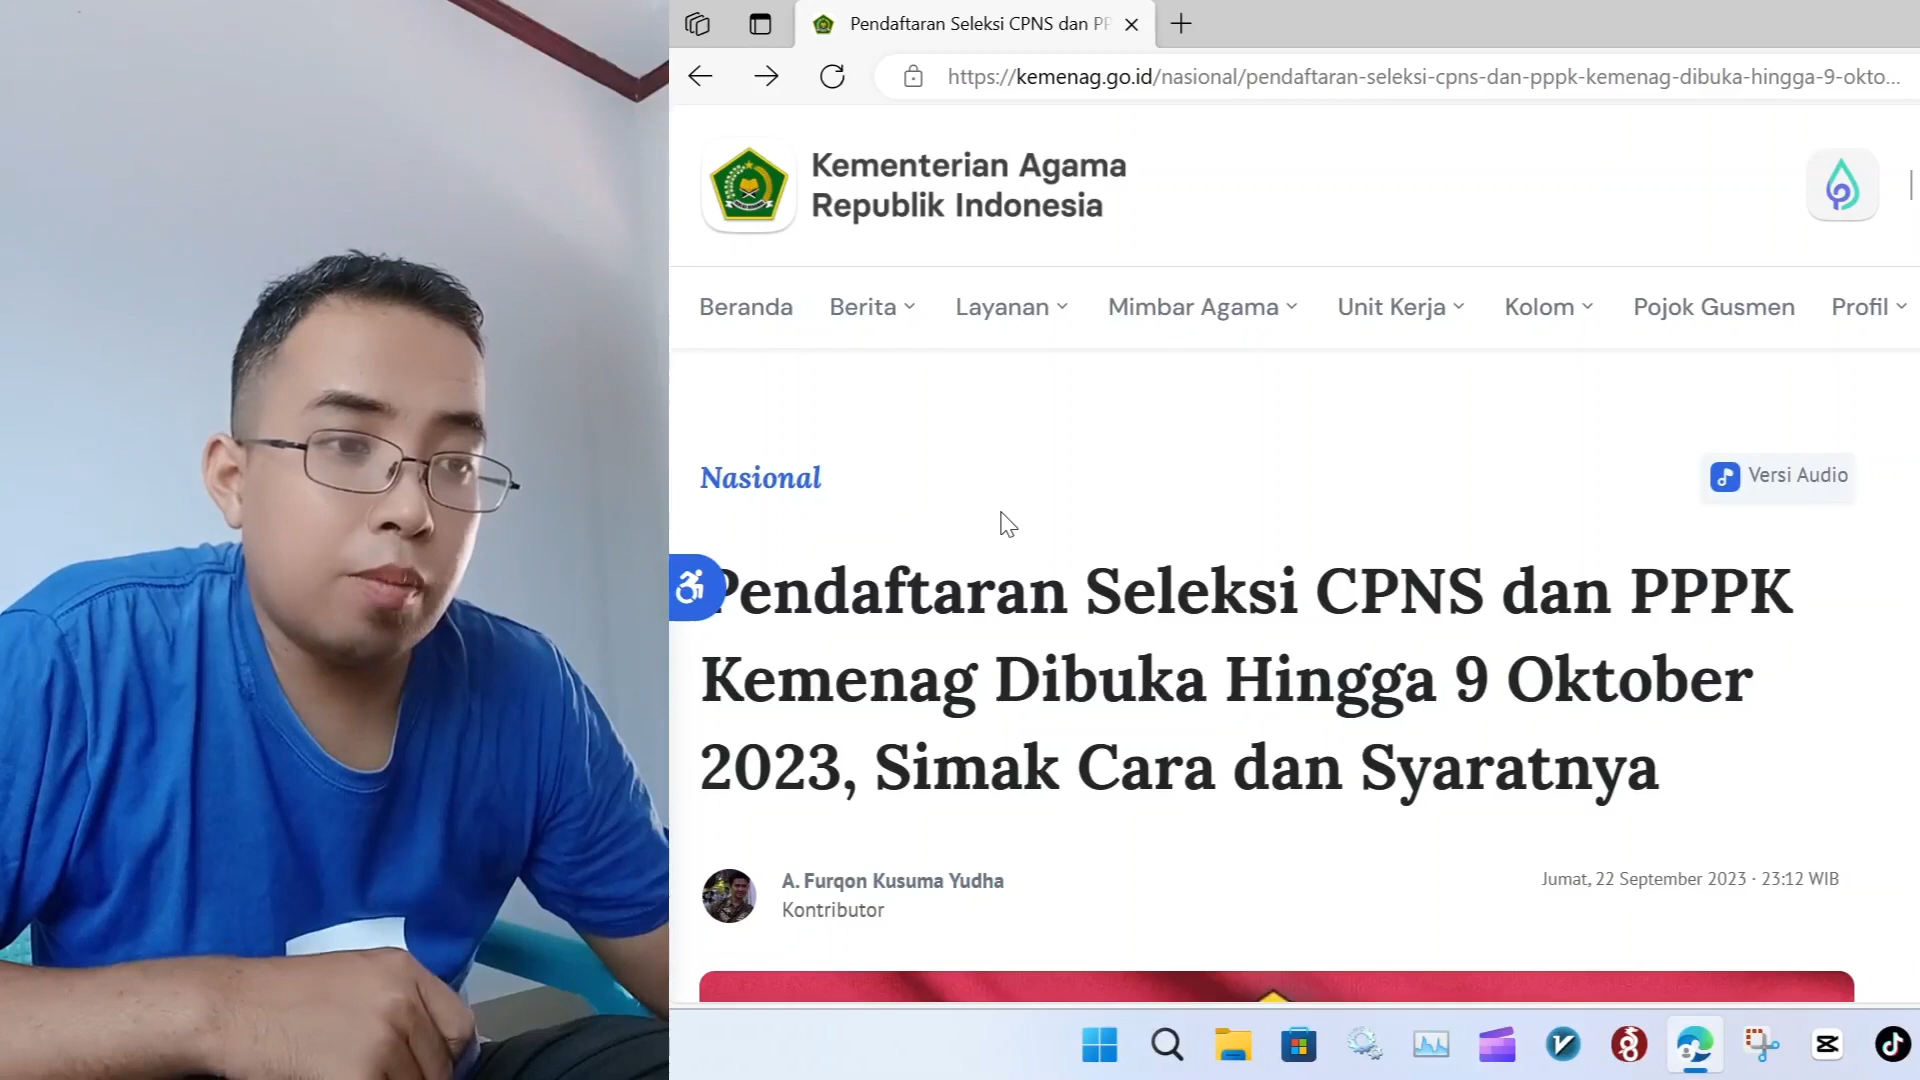 Pendaftaran Seleksi CPNS dan PP
https://kemenag.go.id/nasional/pendaftaran-seleksi-cpns-dan-pppk-kemenag-dibuka-hingga-9-okto...
Kementerian Agama
Republik Indonesia
Beranda Berita Layanan Mimbar Agama Unit Kerja Kolom Pojok Gusmen Profil
Nasional
Versi Audio
Pendaftaran Seleksi CPNS dan PPPK
Kemenag Dibuka Hingga 9 Oktober
2023, Simak Cara dan Syaratnya
A. Furqon Kusuma Yudha
Jumat, 22 September 2023 · 23:12 WIB
Kontributor